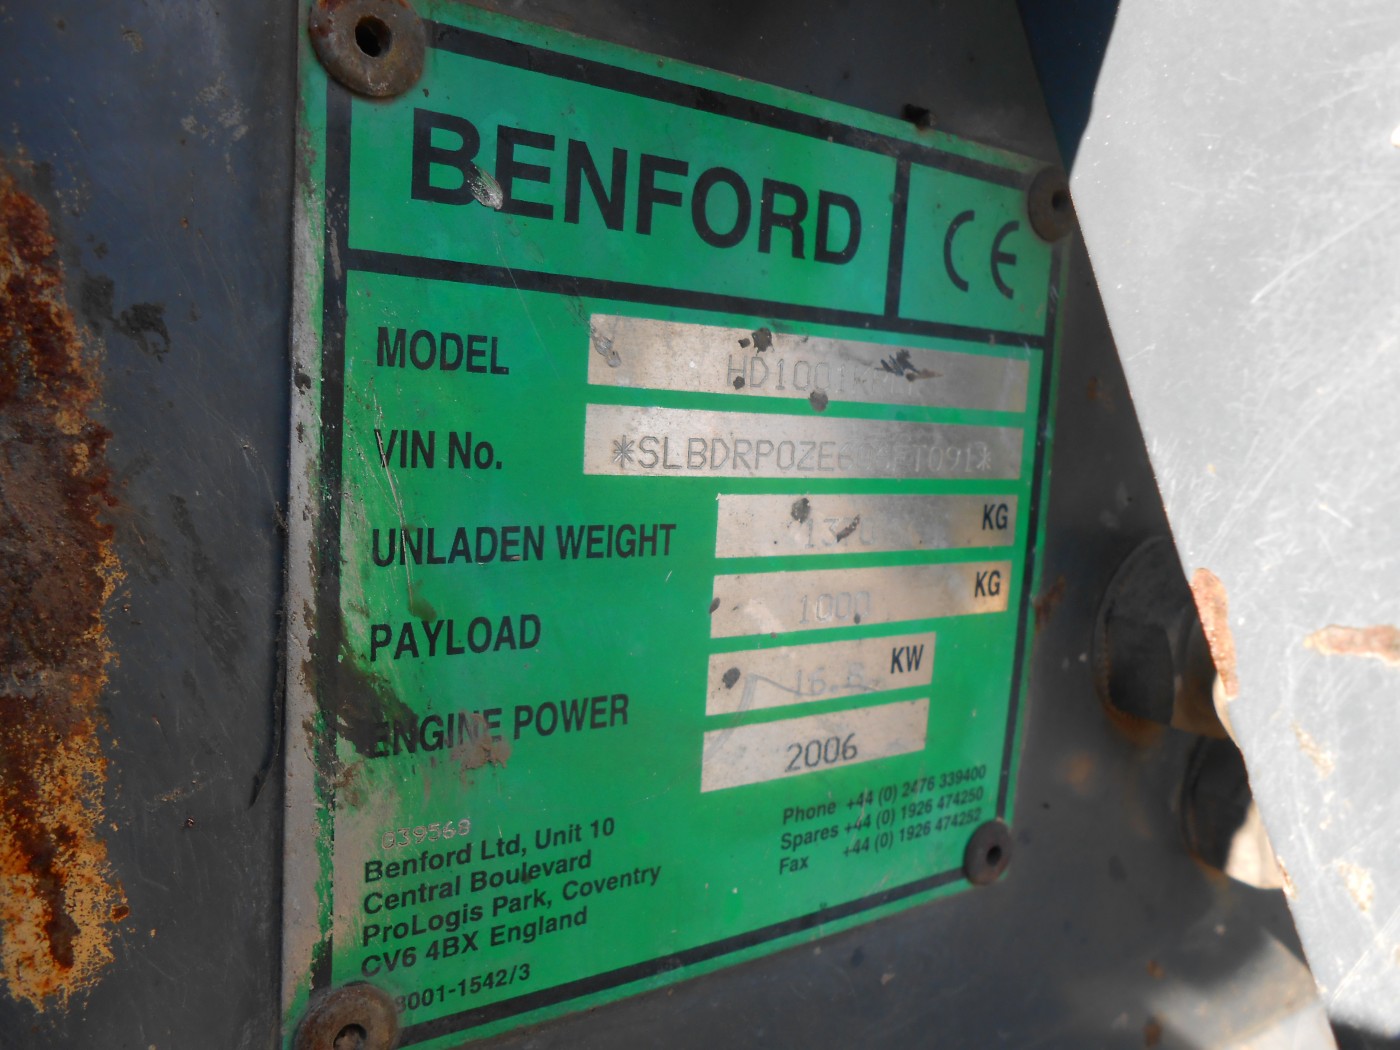 BENFORD CE
MODEL
VIN No.
UNLADEN WEIGHT KG
PAYLOAD 1000 KG
ENGINE POWER KW
2006
Benford Ltd, Unit 10
Central Boulevard
ProLogis Park, Coventry
CV6 4BX England
Phone +44 (0) 2476 339400
Spares +44 (0) 1926 474250
Fax +44 (0) 1926 474252